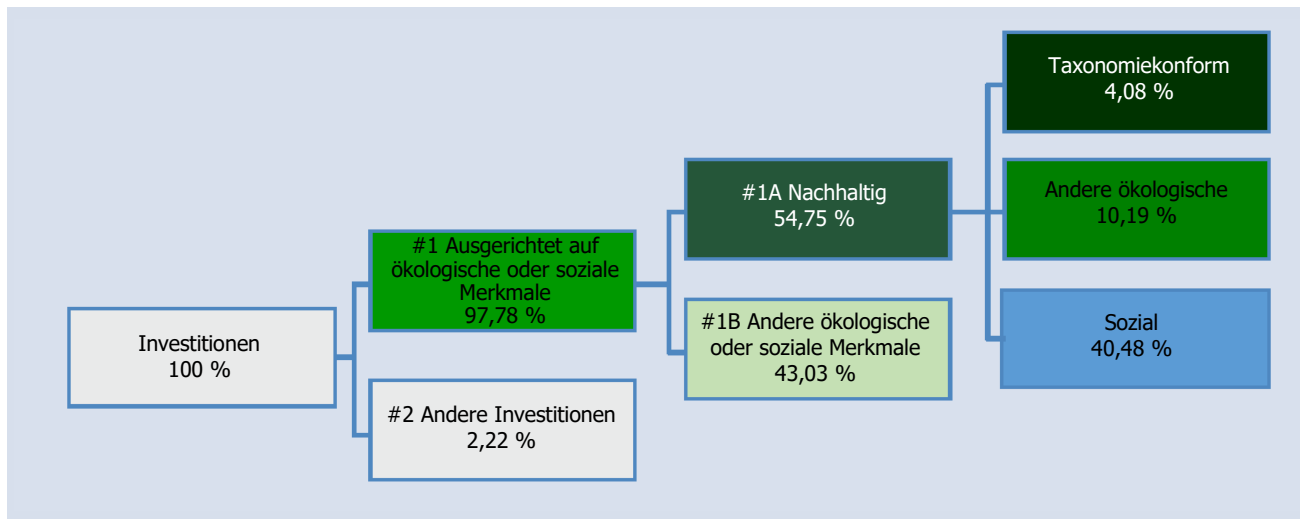 Investitionen
100 %
#1 Ausgerichtet auf
ökologische oder soziale
Merkmale
97,78 %
#2 Andere Investitionen
2,22 %
#1A Nachhaltig
54,75 %
#1B Andere ökologische
oder soziale Merkmale
43,03 %
Taxonomiekonform
4,08 %
Andere ökologische
10,19 %
Sozial
40,48 %